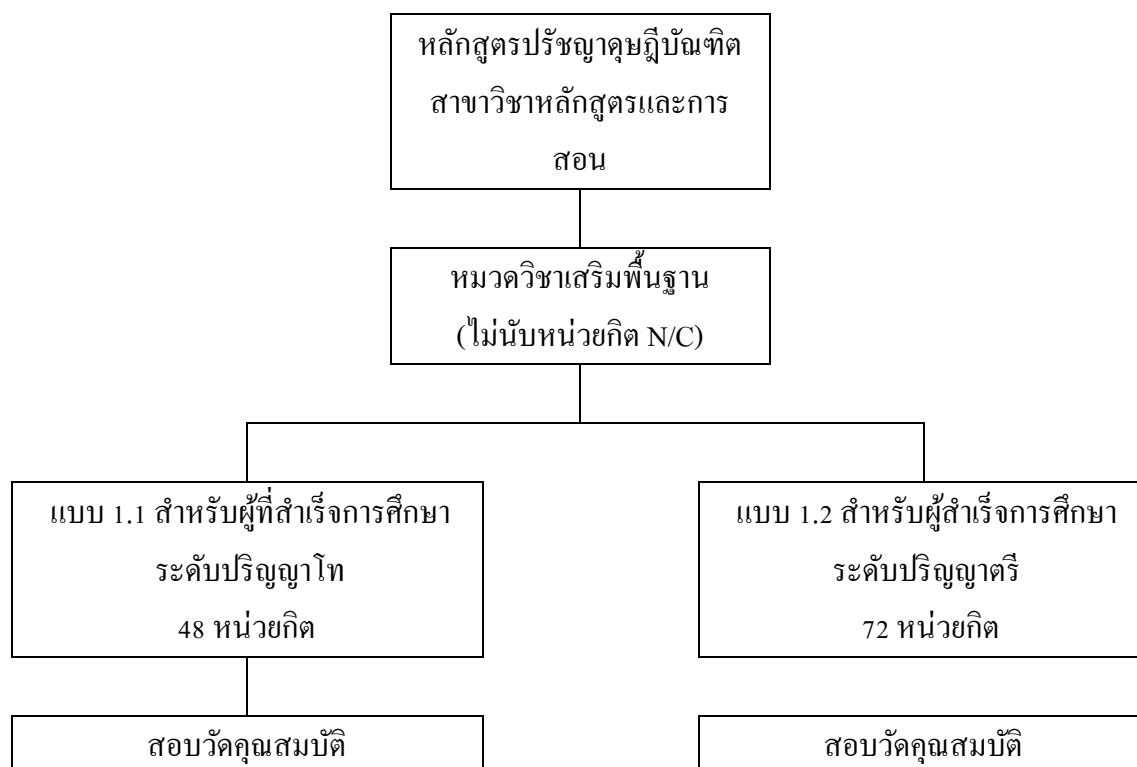 หลักสูตรปรัชญาดุษฎีบัณฑิต
สาขาวิชาหลักสูตรและการ
สอน
หมวดวิชาเสริมพื้นฐาน
(ไม่นับหน่วยกิต N/C)
แบบ 1.1 สำหรับผู้ที่สำเร็จการศึกษา
ระดับปริญญาโท
48 หน่วยกิต
แบบ 1.2 สำหรับผู้สำเร็จการศึกษา
ระดับปริญญาตรี
72 หน่วยกิต
สอบวัดคุณสมบัติ
สอบวัดคุณสมบัติ